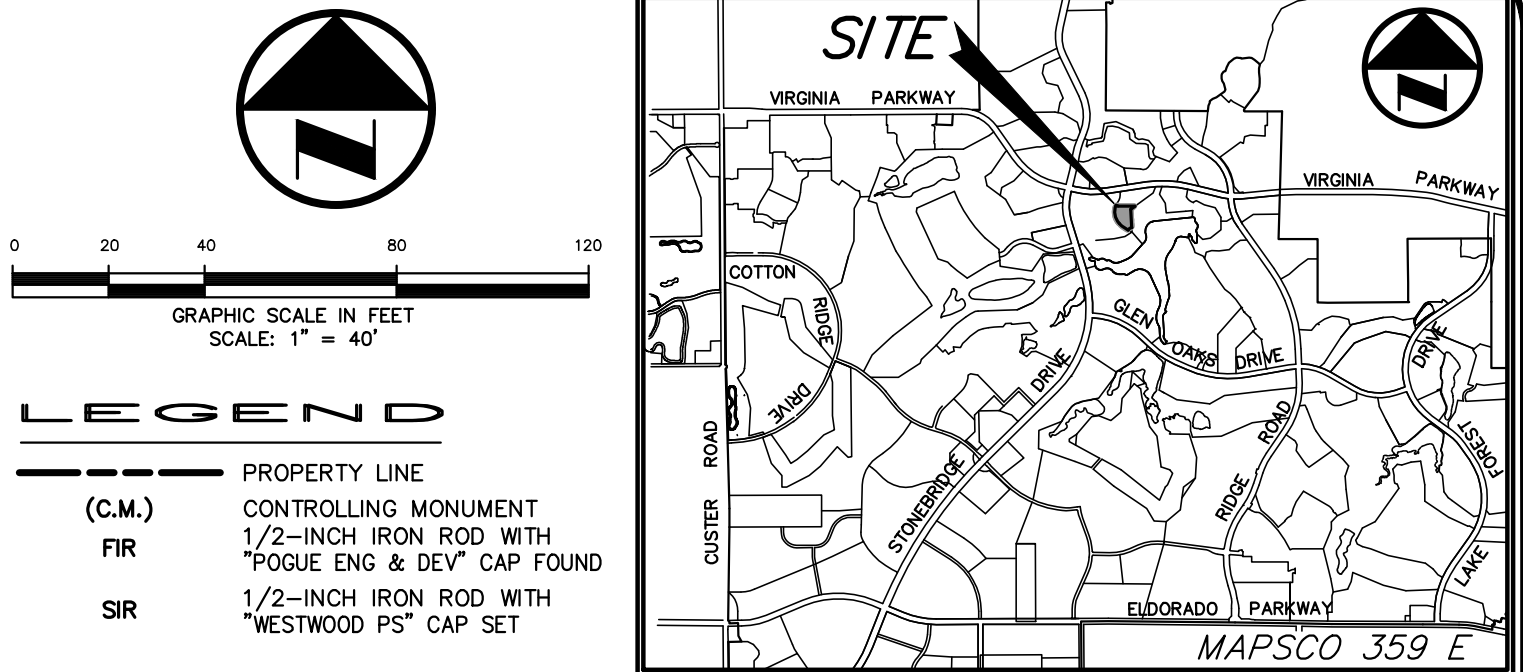 N
0 20 40 80 120
GRAPHIC SCALE IN FEET
SCALE: 1" = 40'
LEGEND
PROPERTY LINE
(C.M.) CONTROLLING MONUMENT
FIR 1/2-INCH IRON ROD WITH
"POGUE ENG & DEV" CAP FOUND
SIR 1/2-INCH IRON ROD WITH
"WESTWOOD PS" CAP SET
SITE
N
VIRGINIA PARKWAY
VIRGINIA PARKWAY
COTTON RIDGE DRIVE
GLEN OAKS DRIVE
STONEBRIDGE DRIVE
CUSTER ROAD
RIDGE ROAD
LAKE FOREST DRIVE
ELDORADO PARKWAY
MAPSCO 359 E